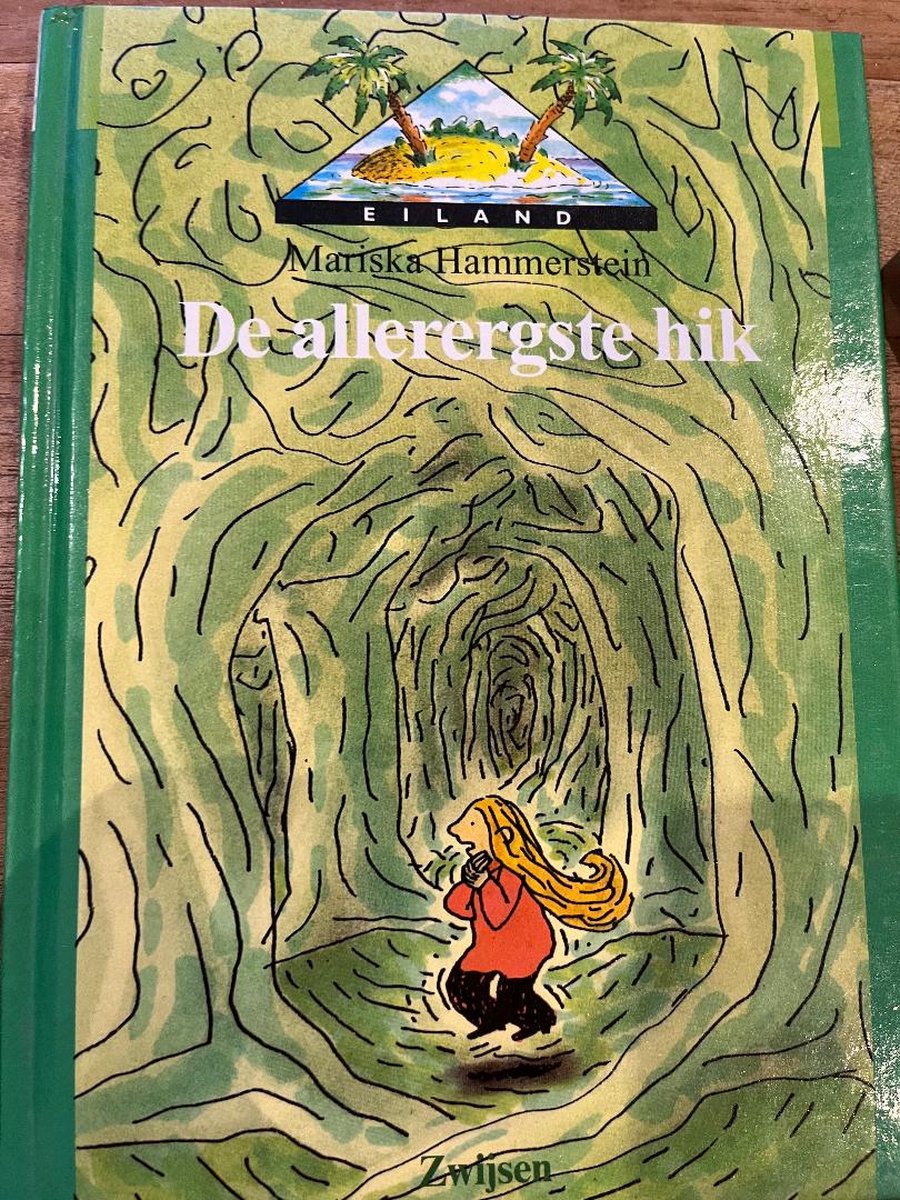 EILAND
Mariska Hammerstein
De allerergste hik
Zwijsen